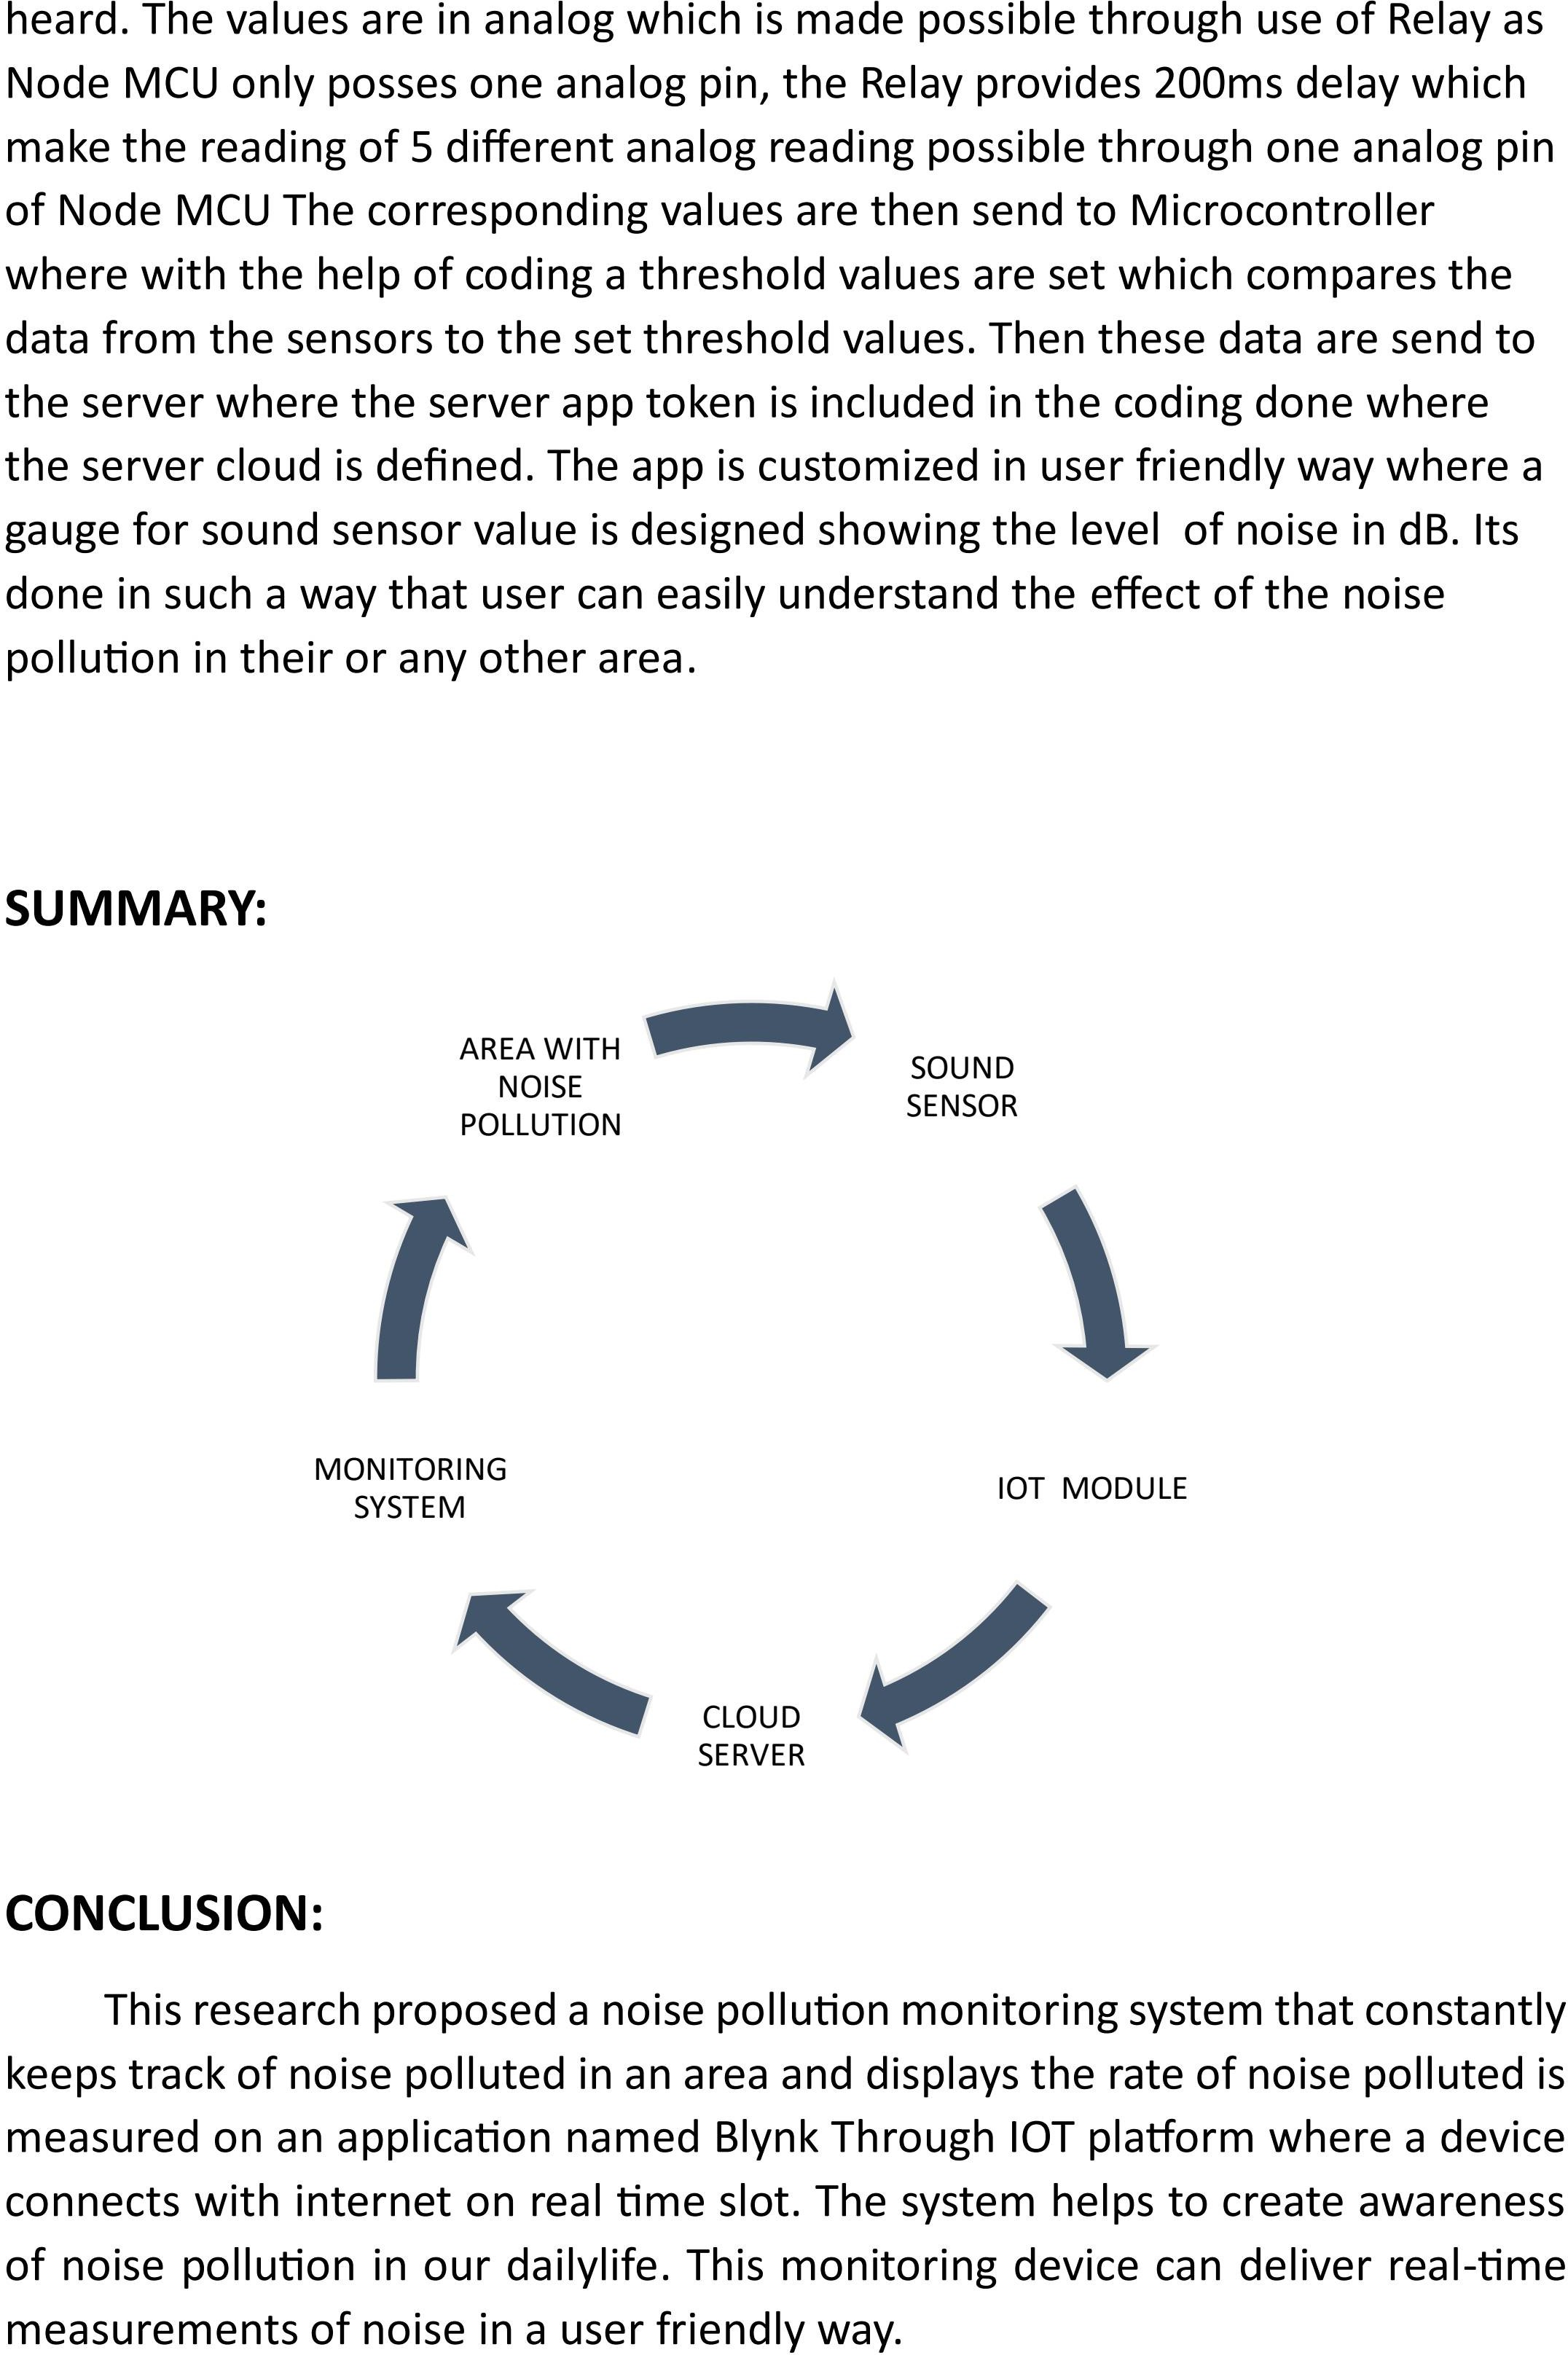 heard. The values are in analog which is made possible through use of Relay as
Node MCU only posses one analog pin, the Relay provides 200ms delay which
make the reading of 5 different analog reading possible through one analog pin
of Node MCU The corresponding values are then send to Microcontroller
where with the help of coding a threshold values are set which compares the
data from the sensors to the set threshold values. Then these data are send to
the server where the server app token is included in the coding done where
the server cloud is defined. The app is customized in user friendly way where a
gauge for sound sensor value is designed showing the level  of noise in dB. Its
done in such a way that user can easily understand the effect of the noise
pollution in their or any other area.
SUMMARY:
AREA WITH
NOISE
POLLUTION
SOUND
SENSOR
IOT  MODULE
CLOUD
SERVER
MONITORING
SYSTEM
CONCLUSION:
This research proposed a noise pollution monitoring system that constantly
keeps track of noise polluted in an area and displays the rate of noise polluted is
measured on an application named Blynk Through IOT platform where a device
connects with internet on real time slot. The system helps to create awareness
of noise pollution in our dailylife. This monitoring device can deliver real-time
measurements of noise in a user friendly way.